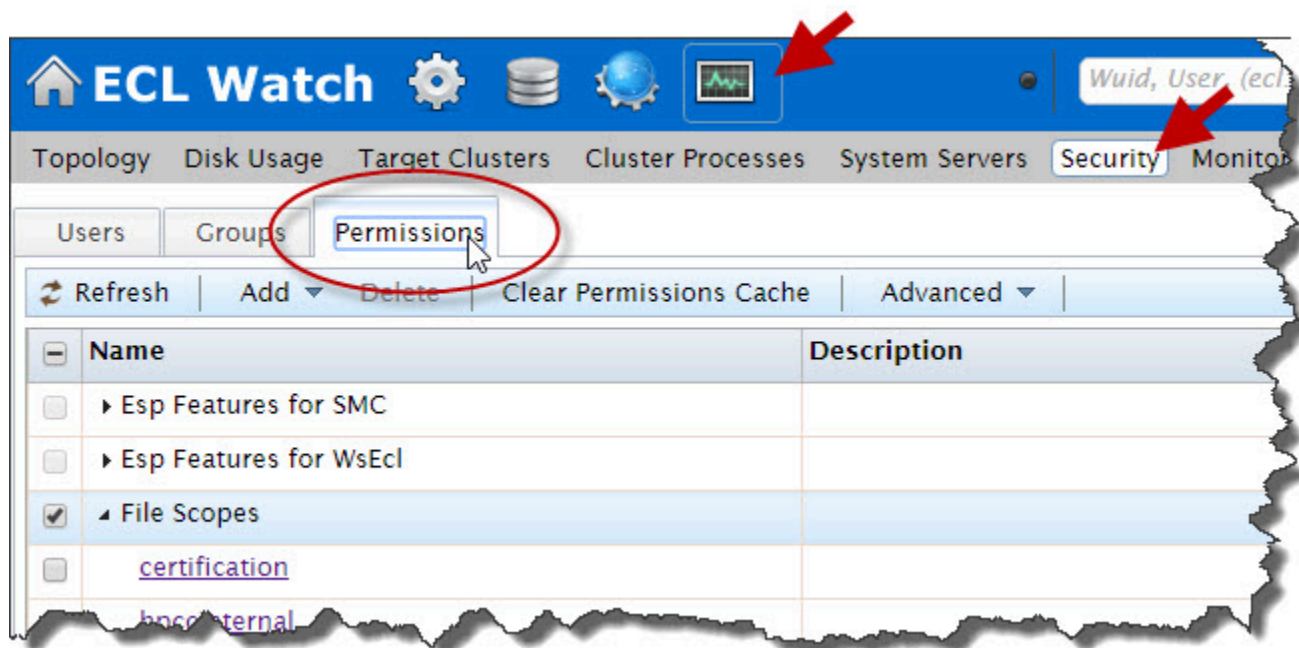 ECL Watch
Wuid, User, (ecl
Topology Disk Usage Target Clusters Cluster Processes System Servers Security Monitor
Users Groups Permissions
Refresh Add Delete Clear Permissions Cache Advanced
Name Description
Esp Features for SMC
Esp Features for WsEcl
File Scopes
certification